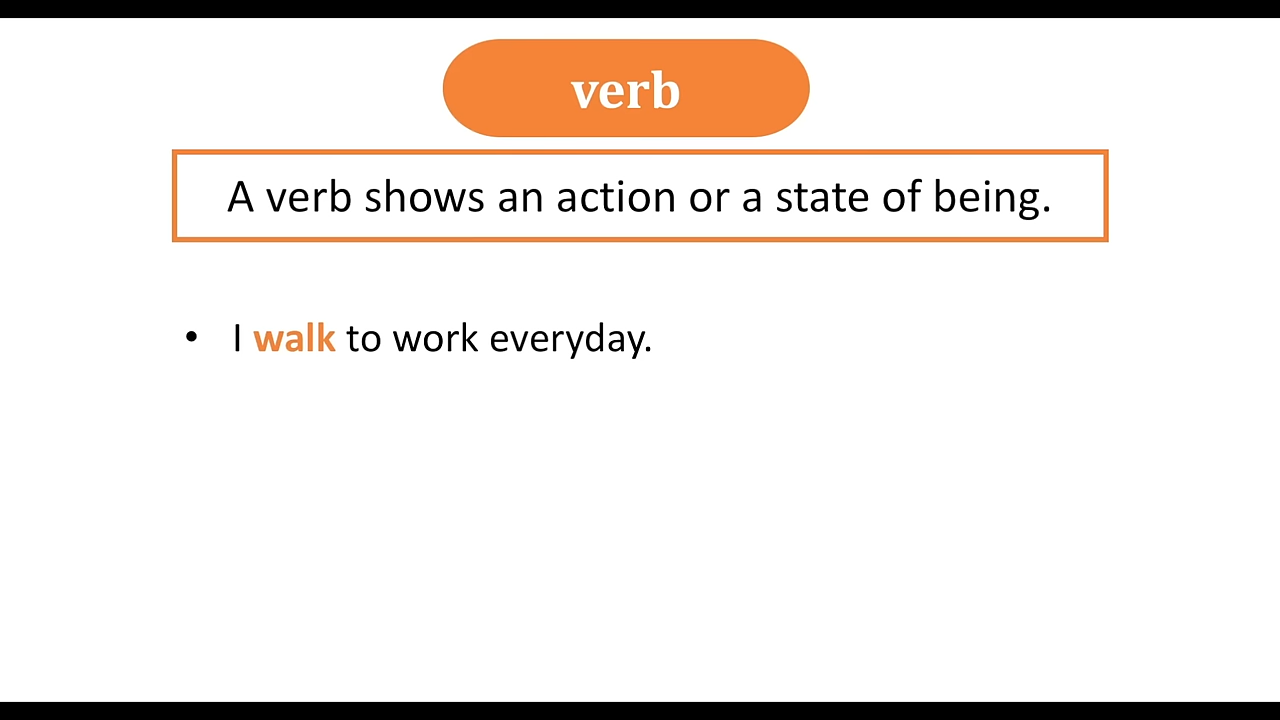 verb
A verb shows an action or a state of being.
• I walk to work everyday.